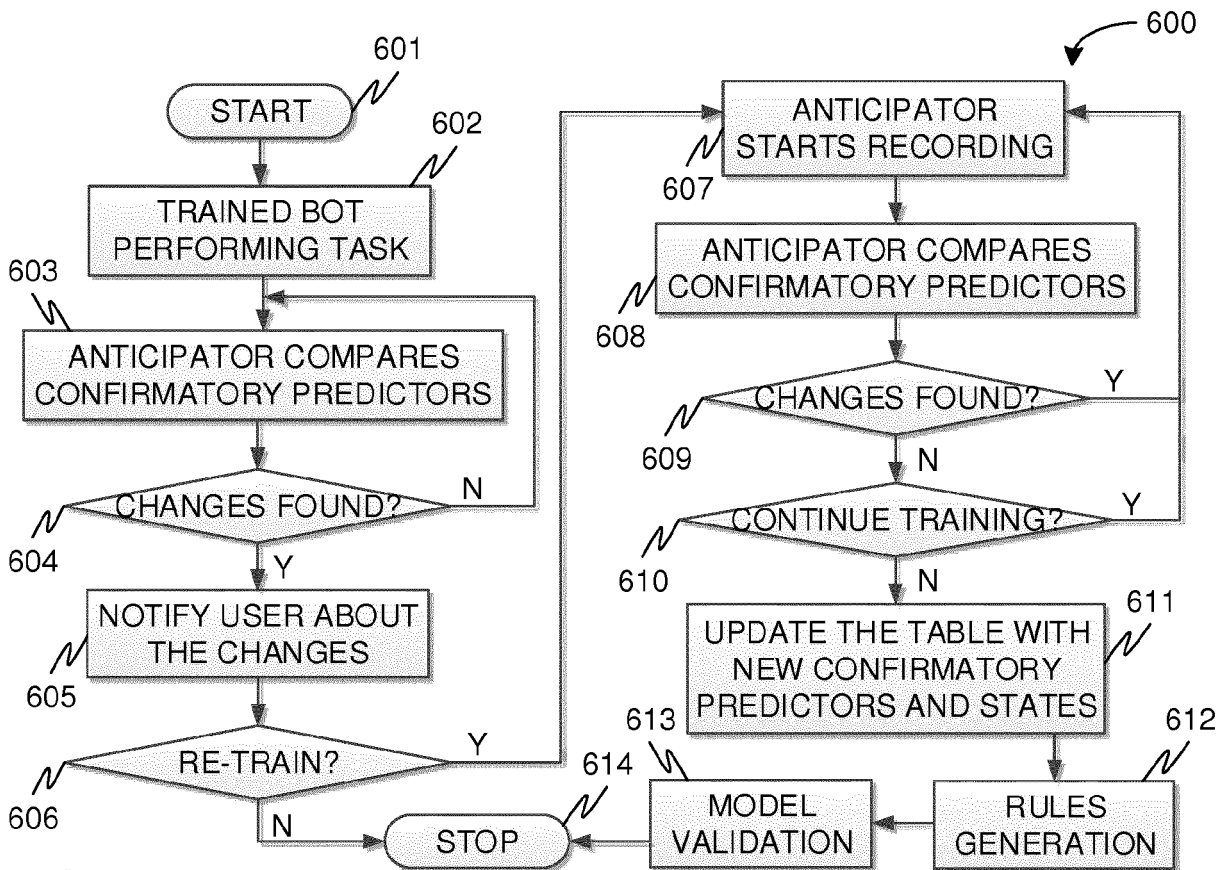 600
601
START
602
TRAINED BOT
PERFORMING TASK
603
ANTICIPATOR COMPARES
CONFIRMATORY PREDICTORS
CHANGES FOUND?
N
604
Y
NOTIFY USER ABOUT
THE CHANGES
605
RE-TRAIN?
Y
606
N
ANTICIPATOR
STARTS RECORDING
607
ANTICIPATOR COMPARES
CONFIRMATORY PREDICTORS
608
CHANGES FOUND?
Y
609
N
CONTINUE TRAINING?
Y
610
N
611
UPDATE THE TABLE WITH
NEW CONFIRMATORY
PREDICTORS AND STATES
612
RULES
GENERATION
613
MODEL
VALIDATION
614
STOP